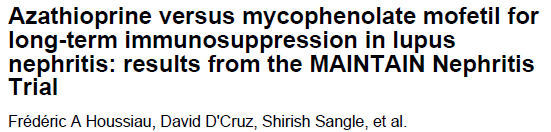 Azathioprine versus mycophenolate mofetil for
long-term immunosuppression in lupus
nephritis: results from the MAINTAIN Nephritis
Trial
Frédéric A Houssiau, David D'Cruz, Shirish Sangle, et al.